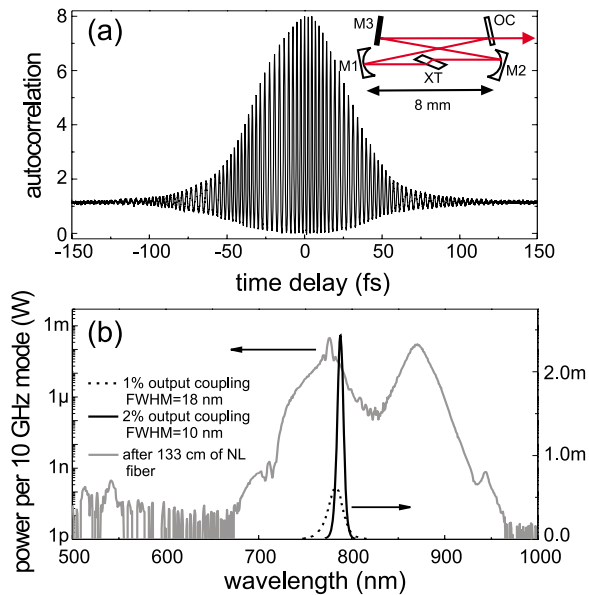 (a)
M3
OC
M1
M2
XT
8 mm
autocorrelation
8
6
4
2
0
-150 -100 -50 0 50 100 150
time delay (fs)
(b)
power per 10 GHz mode (W)
1m
1µ
1n
1p
1% output coupling
FWHM=18 nm
2% output coupling
FWHM=10 nm
after 133 cm of NL
fiber
2.0m
1.0m
0.0
500 600 700 800 900 1000
wavelength (nm)